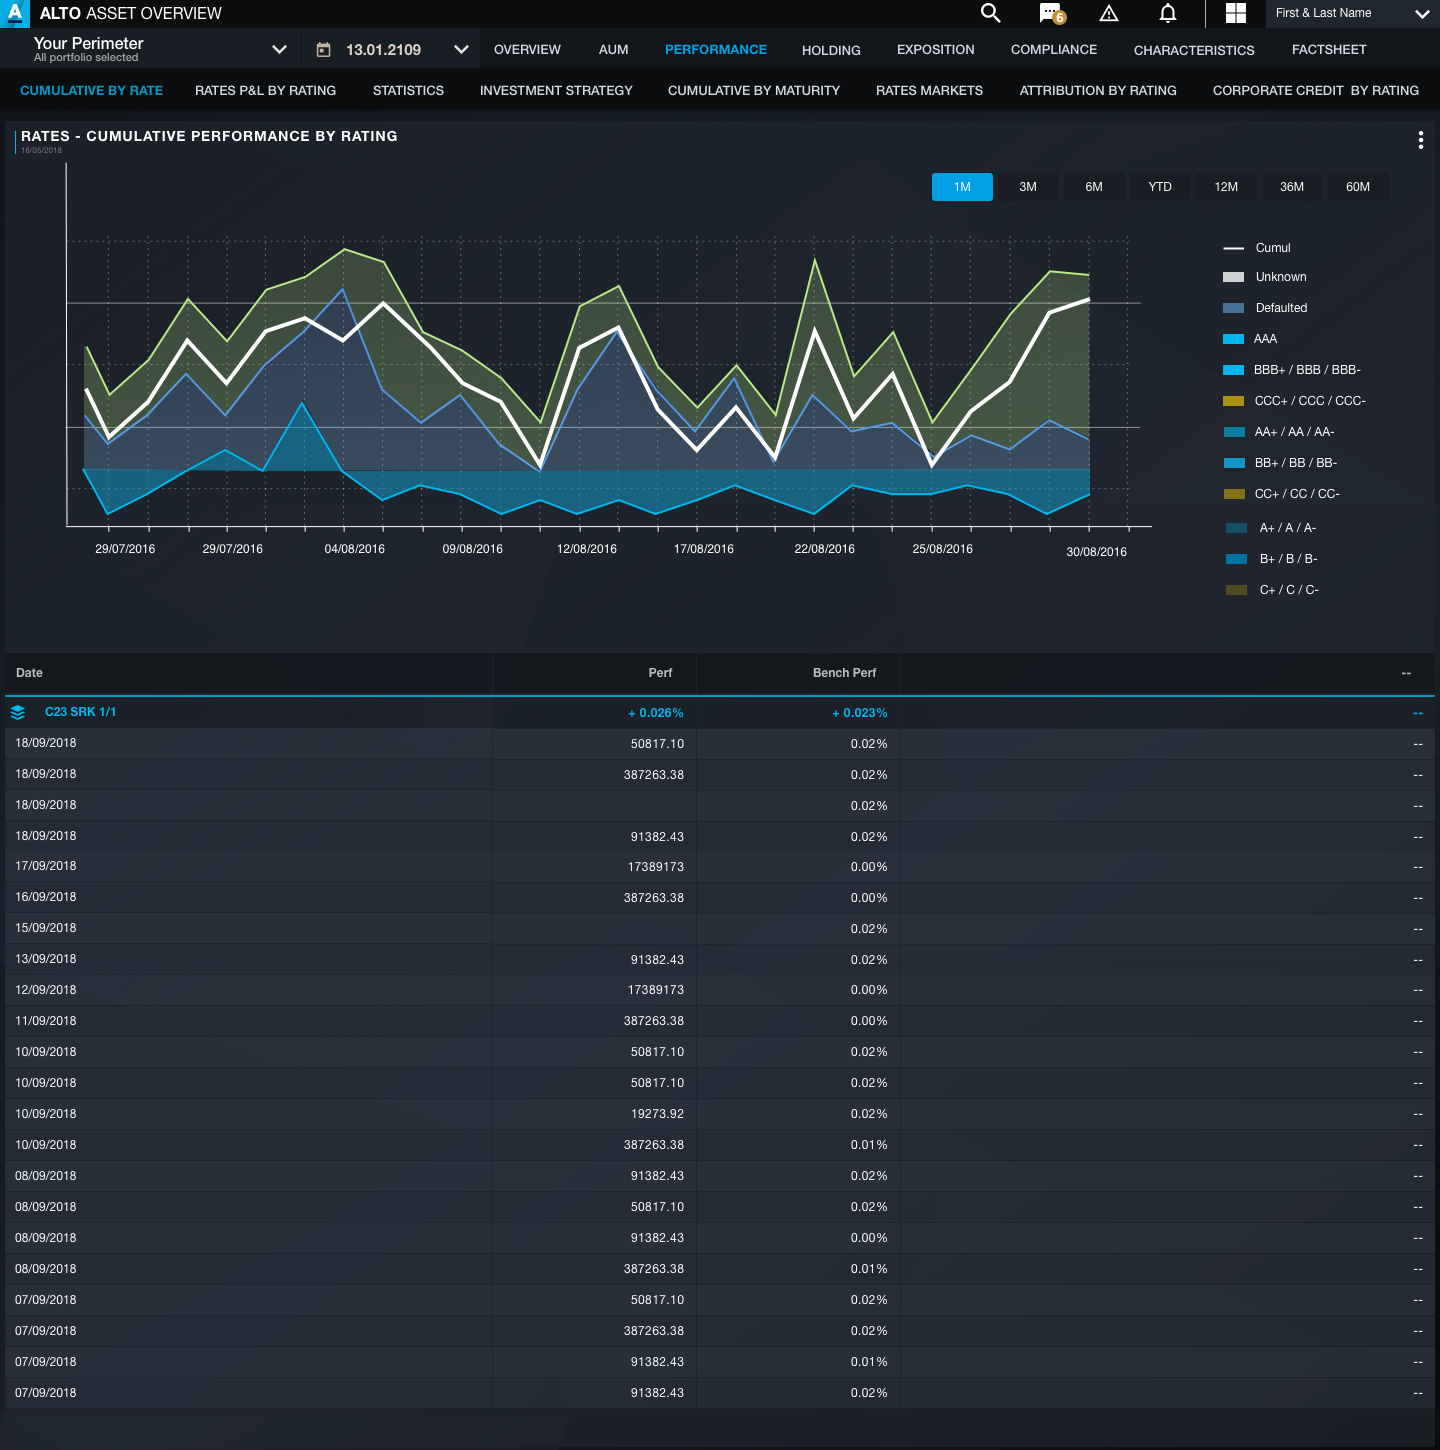 A ALTO ASSET OVERVIEW 6 First & Last Name
Your Perimeter
All portfolio selected
13.01.2109
OVERVIEW AUM PERFORMANCE HOLDING EXPOSITION COMPLIANCE CHARACTERISTICS FACTSHEET
CUMULATIVE BY RATE RATES P&L BY RATING STATISTICS INVESTMENT STRATEGY CUMULATIVE BY MATURITY RATES MARKETS ATTRIBUTION BY RATING CORPORATE CREDIT BY RATING
RATES - CUMULATIVE PERFORMANCE BY RATING
18/05/2018
1M 3M 6M YTD 12M 36M 60M
Cumul
Unknown
Defaulted
AAA
BBB+ / BBB / BBB-
CCC+ / CCC / CCC-
AA+ / AA / AA-
BB+ / BB / BB-
CC+ / CC / CC-
A+ / A / A-
B+ / B / B-
C+ / C / C-
29/07/2016 29/07/2016 04/08/2016 09/08/2016 12/08/2016 17/08/2016 22/08/2016 25/08/2016 30/08/2016
Date Perf Bench Perf --
C23 SRK 1/1 + 0.026% + 0.023% --
18/09/2018 50817.10 0.02% --
18/09/2018 387263.38 0.02% --
18/09/2018 0.02% --
18/09/2018 91382.43 0.02% --
17/09/2018 17389173 0.00% --
16/09/2018 387263.38 0.00% --
15/09/2018 0.02% --
13/09/2018 91382.43 0.02% --
12/09/2018 17389173 0.00% --
11/09/2018 387263.38 0.00% --
10/09/2018 50817.10 0.02% --
10/09/2018 50817.10 0.02% --
10/09/2018 19273.92 0.02% --
10/09/2018 387263.38 0.01% --
08/09/2018 91382.43 0.02% --
08/09/2018 50817.10 0.02% --
08/09/2018 91382.43 0.00% --
08/09/2018 387263.38 0.01% --
07/09/2018 50817.10 0.02% --
07/09/2018 387263.38 0.02% --
07/09/2018 91382.43 0.01% --
07/09/2018 91382.43 0.02% --